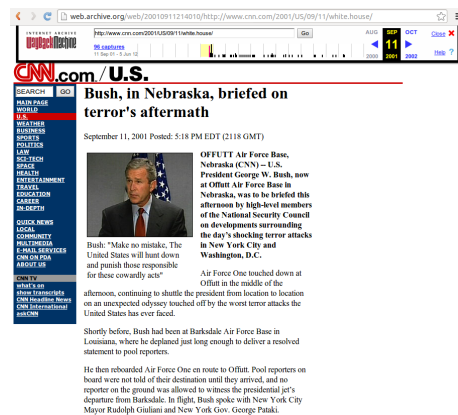 web.archive.org/web/20010911214010/http://www.cnn.com/2001/US/09/11/white.house/
INTERNET ARCHIVE
WayBackMachine
http://www.cnn.com/2001/US/09/11/white.house/
Go
96 captures
11 Sep 01 - 5 Jun 12
AUG SEP OCT
11
2000 2001 2002
Close
Help ?
CNN.com / U.S.
SEARCH GO
MAIN PAGE
WORLD
U.S.
WEATHER
BUSINESS
SPORTS
POLITICS
LAW
SCI-TECH
SPACE
HEALTH
ENTERTAINMENT
TRAVEL
EDUCATION
CAREER
IN-DEPTH
QUICK NEWS
LOCAL
COMMUNITY
MULTIMEDIA
E-MAIL SERVICES
CNN ON PDA
ABOUT US
CNN TV
what's on
show transcripts
CNN Headline News
CNN International
askCNN
Bush, in Nebraska, briefed on
terror's aftermath
September 11, 2001 Posted: 5:18 PM EDT (2118 GMT)
Bush: "Make no mistake, The
United States will hunt down
and punish those responsible
for these cowardly acts"
OFFUTT Air Force Base,
Nebraska (CNN) -- U.S.
President George W. Bush, now
at Offutt Air Force Base in
Nebraska, was to be briefed this
afternoon by high-level members
of the National Security Council
on developments surrounding
the day's shocking terror attacks
in New York City and
Washington, D.C.
Air Force One touched down at
Offutt in the middle of the
afternoon, continuing to shuttle the president from location to location
on an unexpected odyssey touched off by the worst terror attacks the
United States has ever faced.
Shortly before, Bush had been at Barksdale Air Force Base in
Louisiana, where he deplaned just long enough to deliver a resolved
statement to pool reporters.
He then reboarded Air Force One en route to Offutt. Pool reporters on
board were not told of their destination until they arrived, and no
reporter on the ground was allowed to witness the presidential jet's
departure from Barksdale. In flight, Bush spoke with New York City
Mayor Rudolph Giuliani and New York Gov. George Pataki.